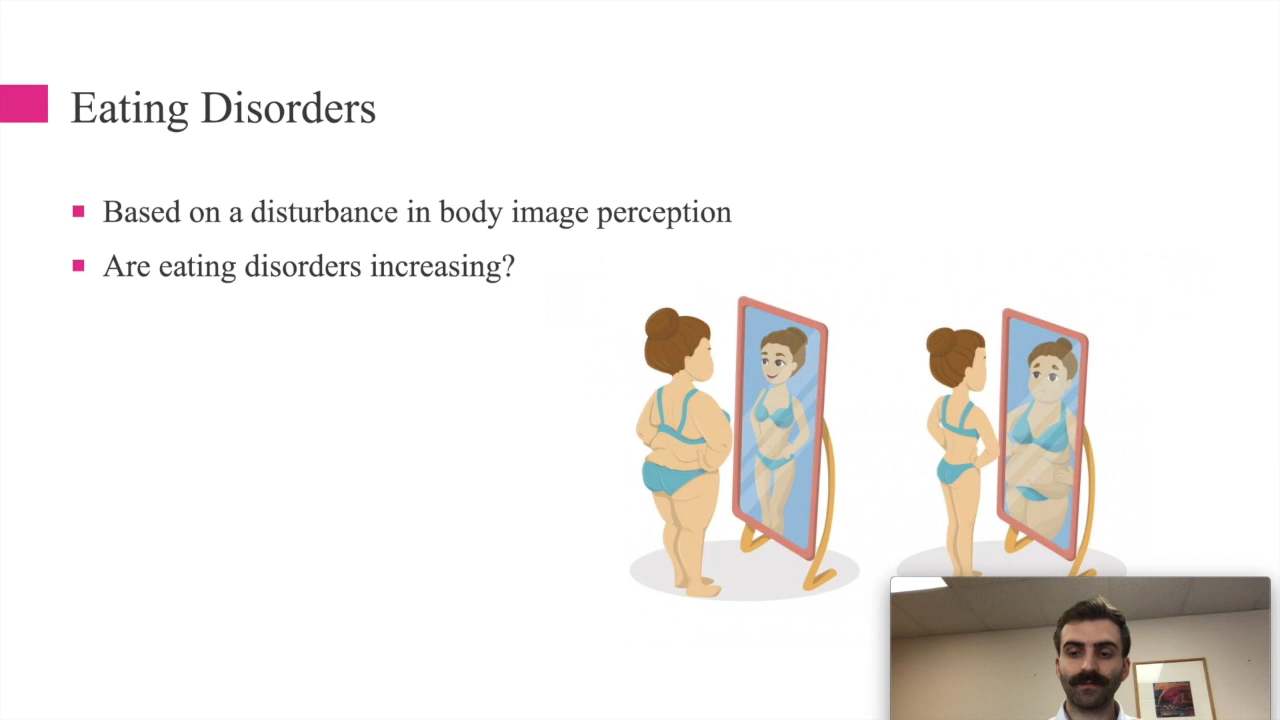 Eating Disorders
Based on a disturbance in body image perception
Are eating disorders increasing?